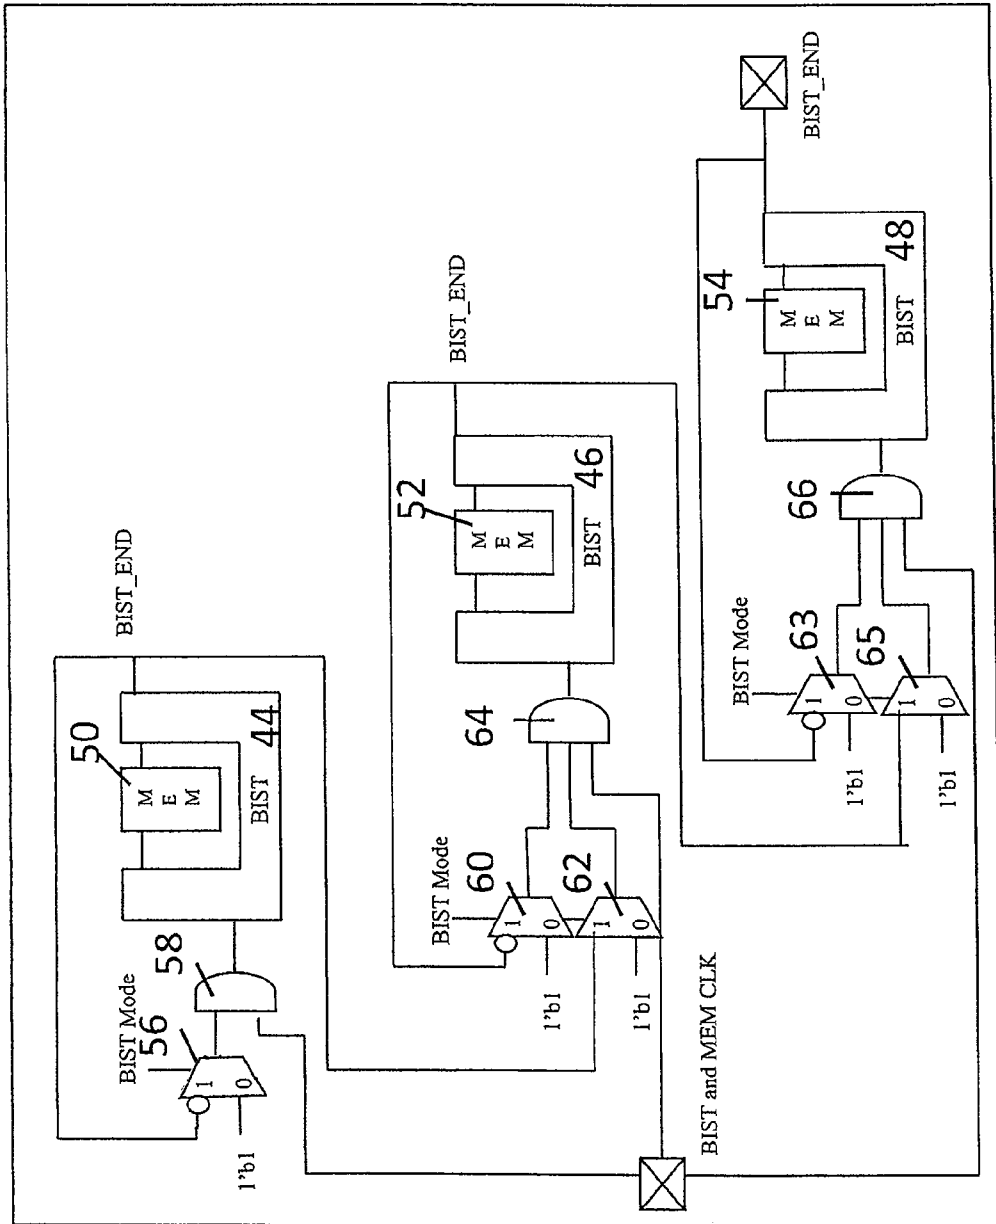 BIST_END
50
M E M
BIST
44
58
BIST Mode
56
1
0
1'b1
BIST_END
52
M E M
BIST
46
64
BIST Mode
60
1
0
62
1
0
1'b1
1'b1
BIST_END
54
M E M
BIST
48
66
BIST Mode
63
1
0
65
1
0
1'b1
1'b1
BIST and MEM CLK